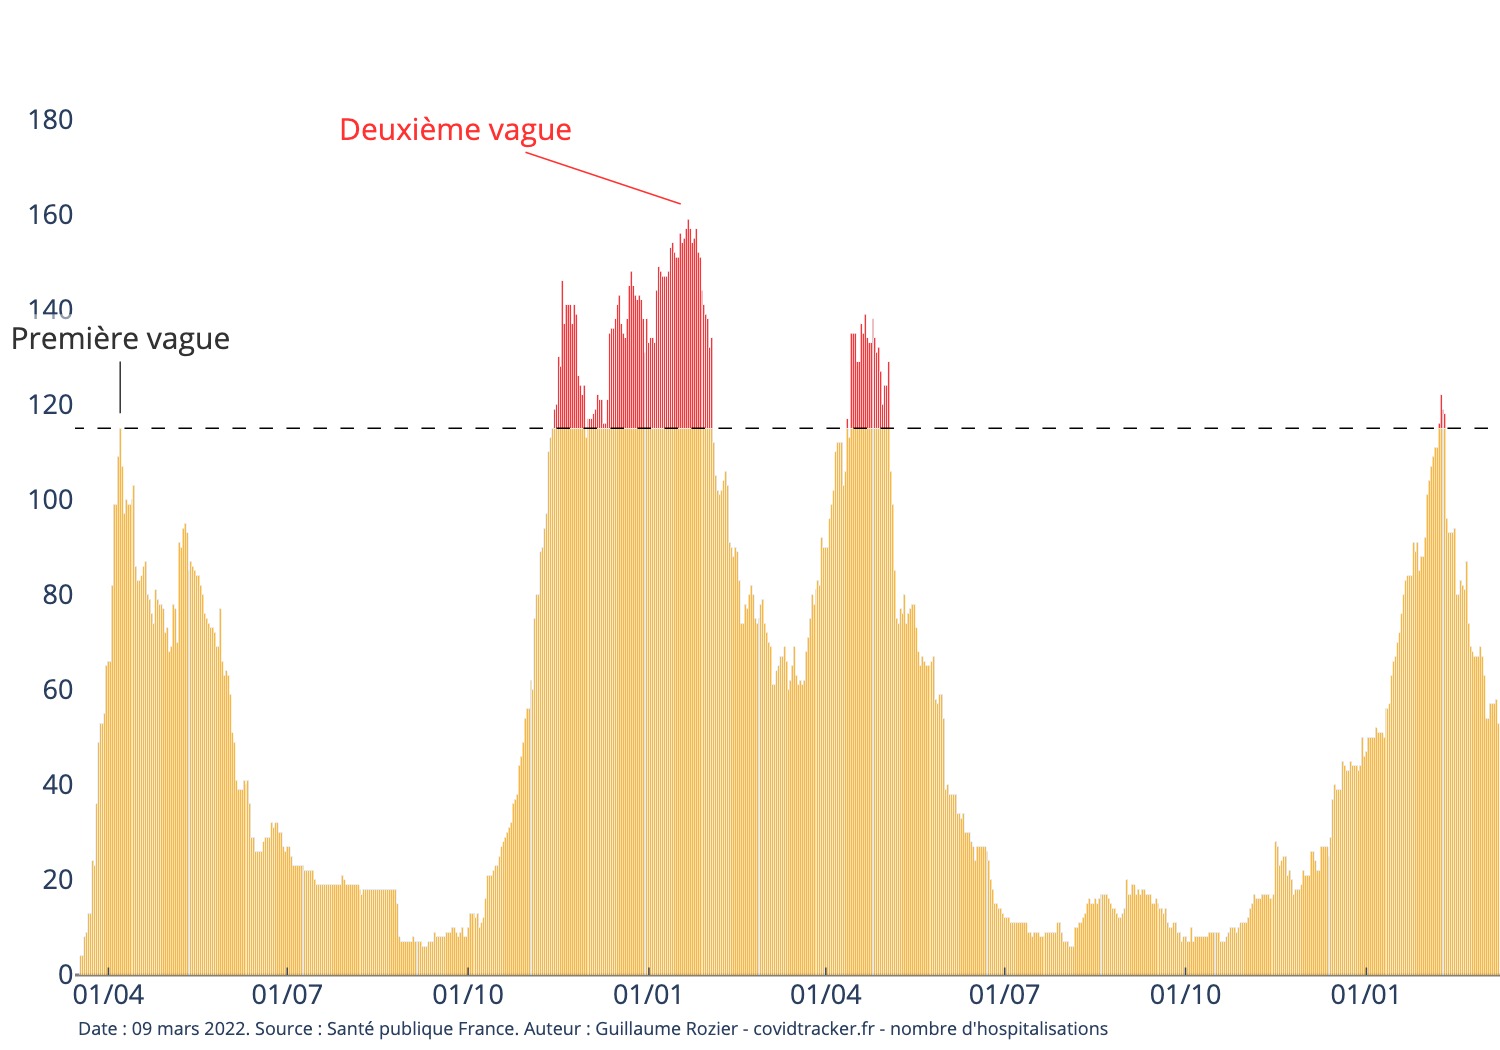 180
Deuxième vague
160
140
Première vague
120
100
80
60
40
20
0
01/04 01/07 01/10 01/01 01/04 01/07 01/10 01/01
Date : 09 mars 2022. Source : Santé publique France. Auteur : Guillaume Rozier - covidtracker.fr - nombre d'hospitalisations